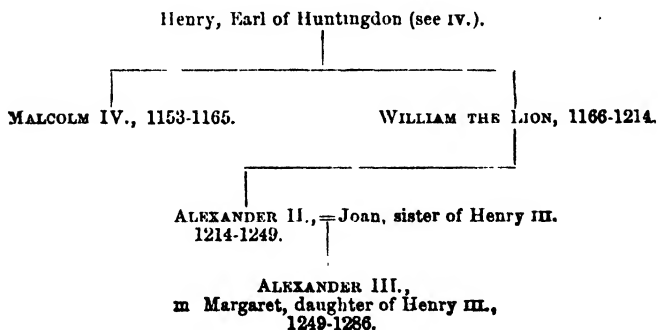 Henry, Earl of Huntingdon (see IV.).
MALCOLM IV., 1153-1165. WILLIAM THE LION, 1166-1214.
ALEXANDER II., = Joan, sister of Henry III.
1214-1249.
ALEXANDER III.,
m Margaret, daughter of Henry III.,
1249-1286.